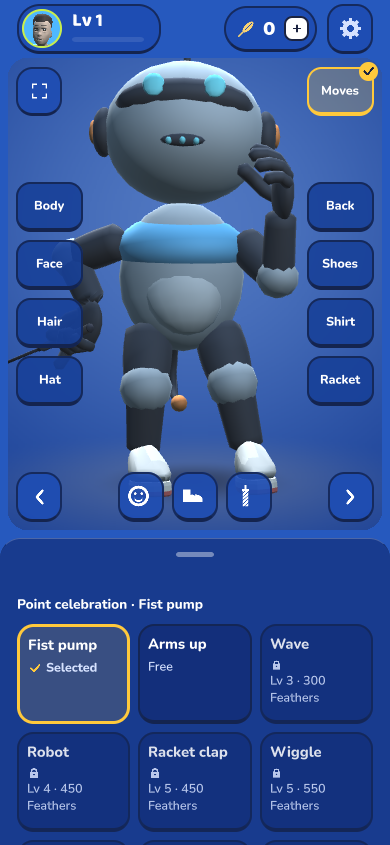 Lv 1
0
+
Moves
Body
Back
Face
Shoes
Hair
Shirt
Hat
Racket
Point celebration · Fist pump
Fist pump
Selected
Arms up
Free
Wave
Lv 3 · 300
Feathers
Robot
Lv 4 · 450
Feathers
Racket clap
Lv 5 · 450
Feathers
Wiggle
Lv 5 · 550
Feathers